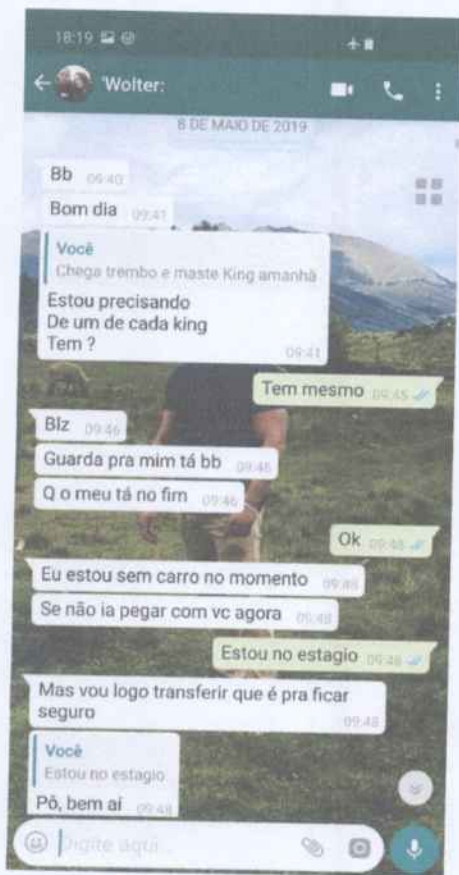 18:19
'Wolter:
8 DE MAIO DE 2019
Bb 09:40
Bom dia 09:41
Você
Chega trembo e maste King amanhã
Estou precisando
De um de cada king
Tem ?
09:41
Tem mesmo 09:45
Blz 09:46
Guarda pra mim tá bb 09:46
Q o meu tá no fim 09:46
Ok 09:48
Eu estou sem carro no momento 09:48
Se não ia pegar com vc agora 09:48
Estou no estagio 09:48
Mas vou logo transferir que é pra ficar
seguro
09:48
Você
Estou no estagio
Pô, bem aí 09:48
Digite aqui...